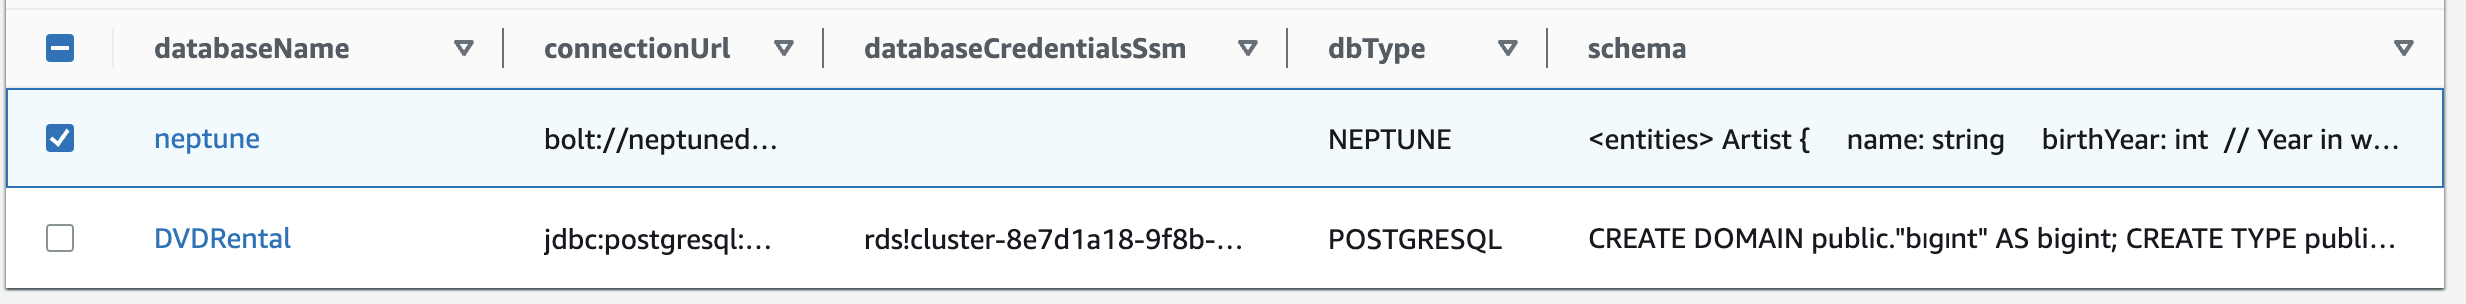 databaseName connectionUrl databaseCredentialsSsm dbType schema
neptune bolt://neptuned... NEPTUNE <entities> Artist { name: string birthYear: int // Year in w...
DVDRental jdbc:postgresql:... rds!cluster-8e7d1a18-9f8b-... POSTGRESQL CREATE DOMAIN public."bıgınt" AS bigint; CREATE TYPE publi...